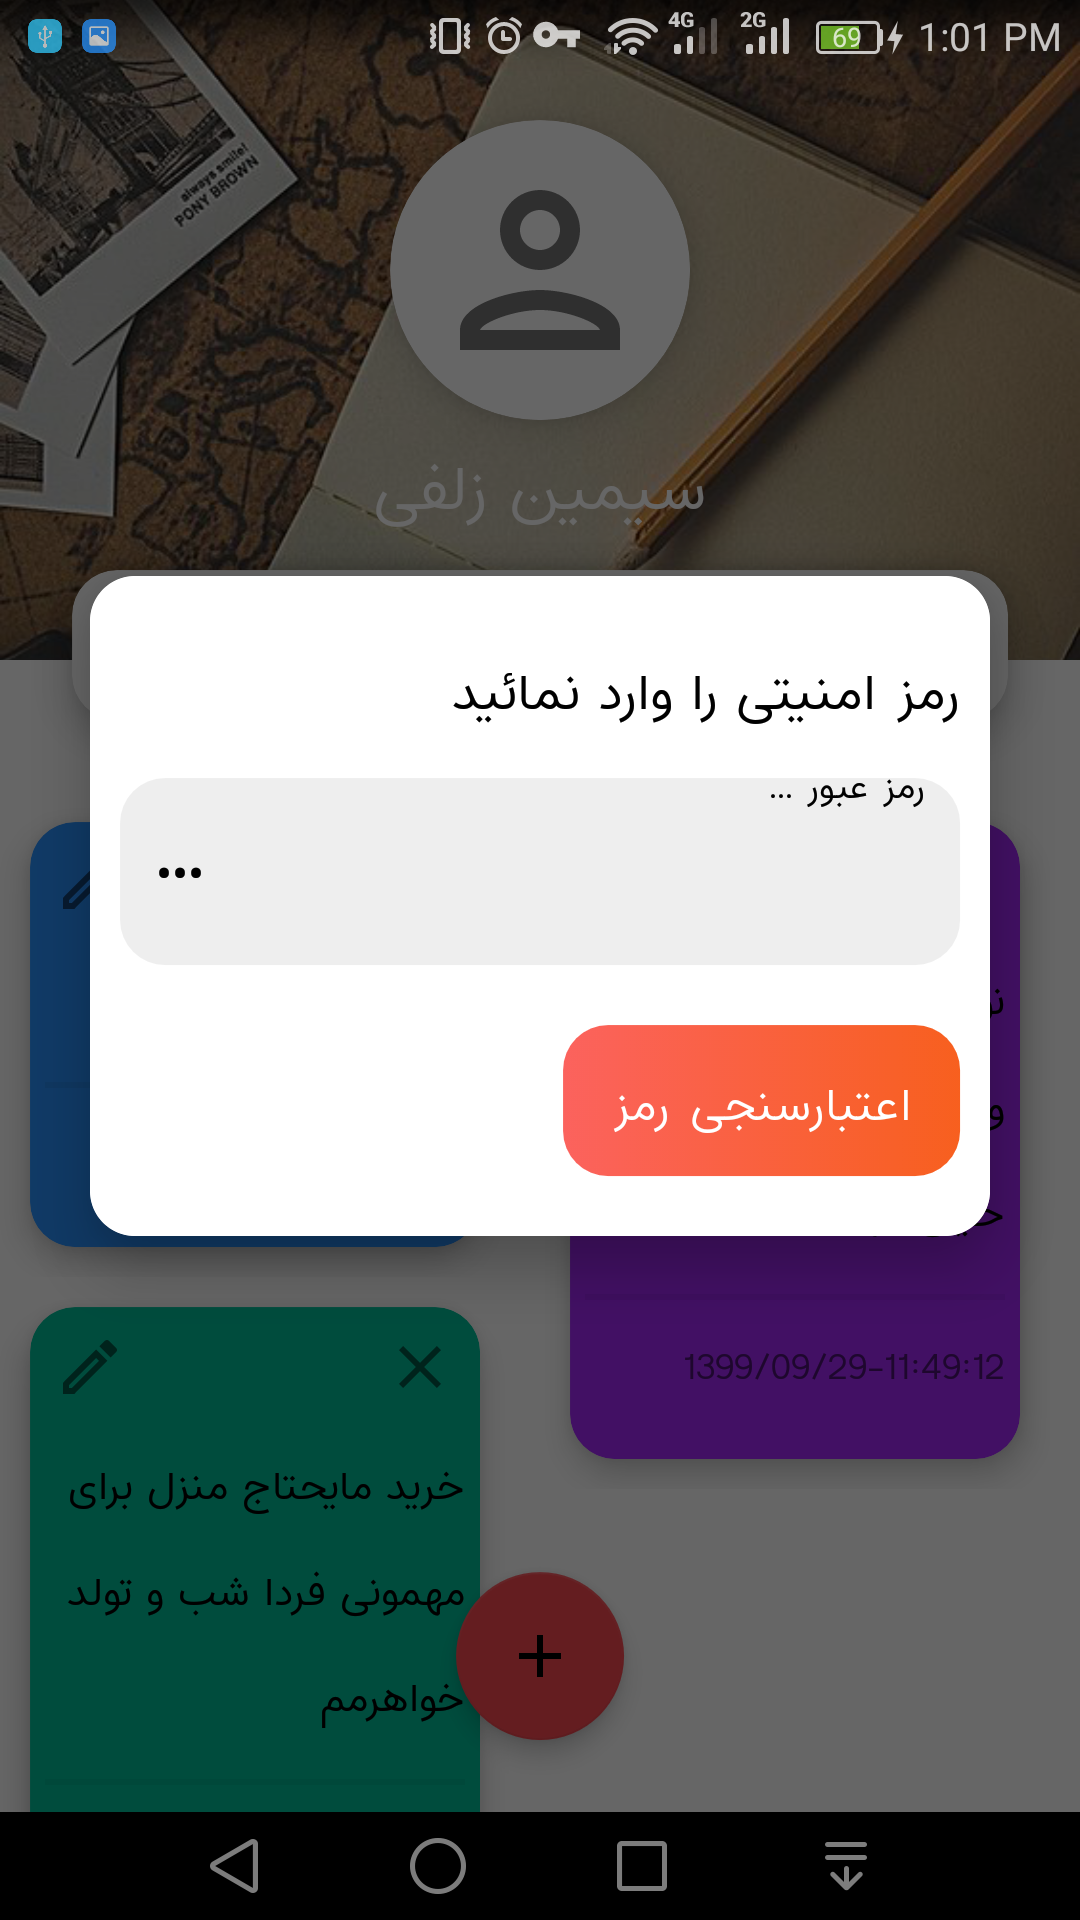 4G 2G 69 1:01 PM
always smile!
PONY BROWN
سیمین زلفی
رمز امنیتی را وارد نمائید
رمز عبور ...
•••
اعتبارسنجی رمز
1399/09/29-11:49:12
خرید مایحتاج منزل برای
مهمونی فردا شب و تولد
خواهرمم